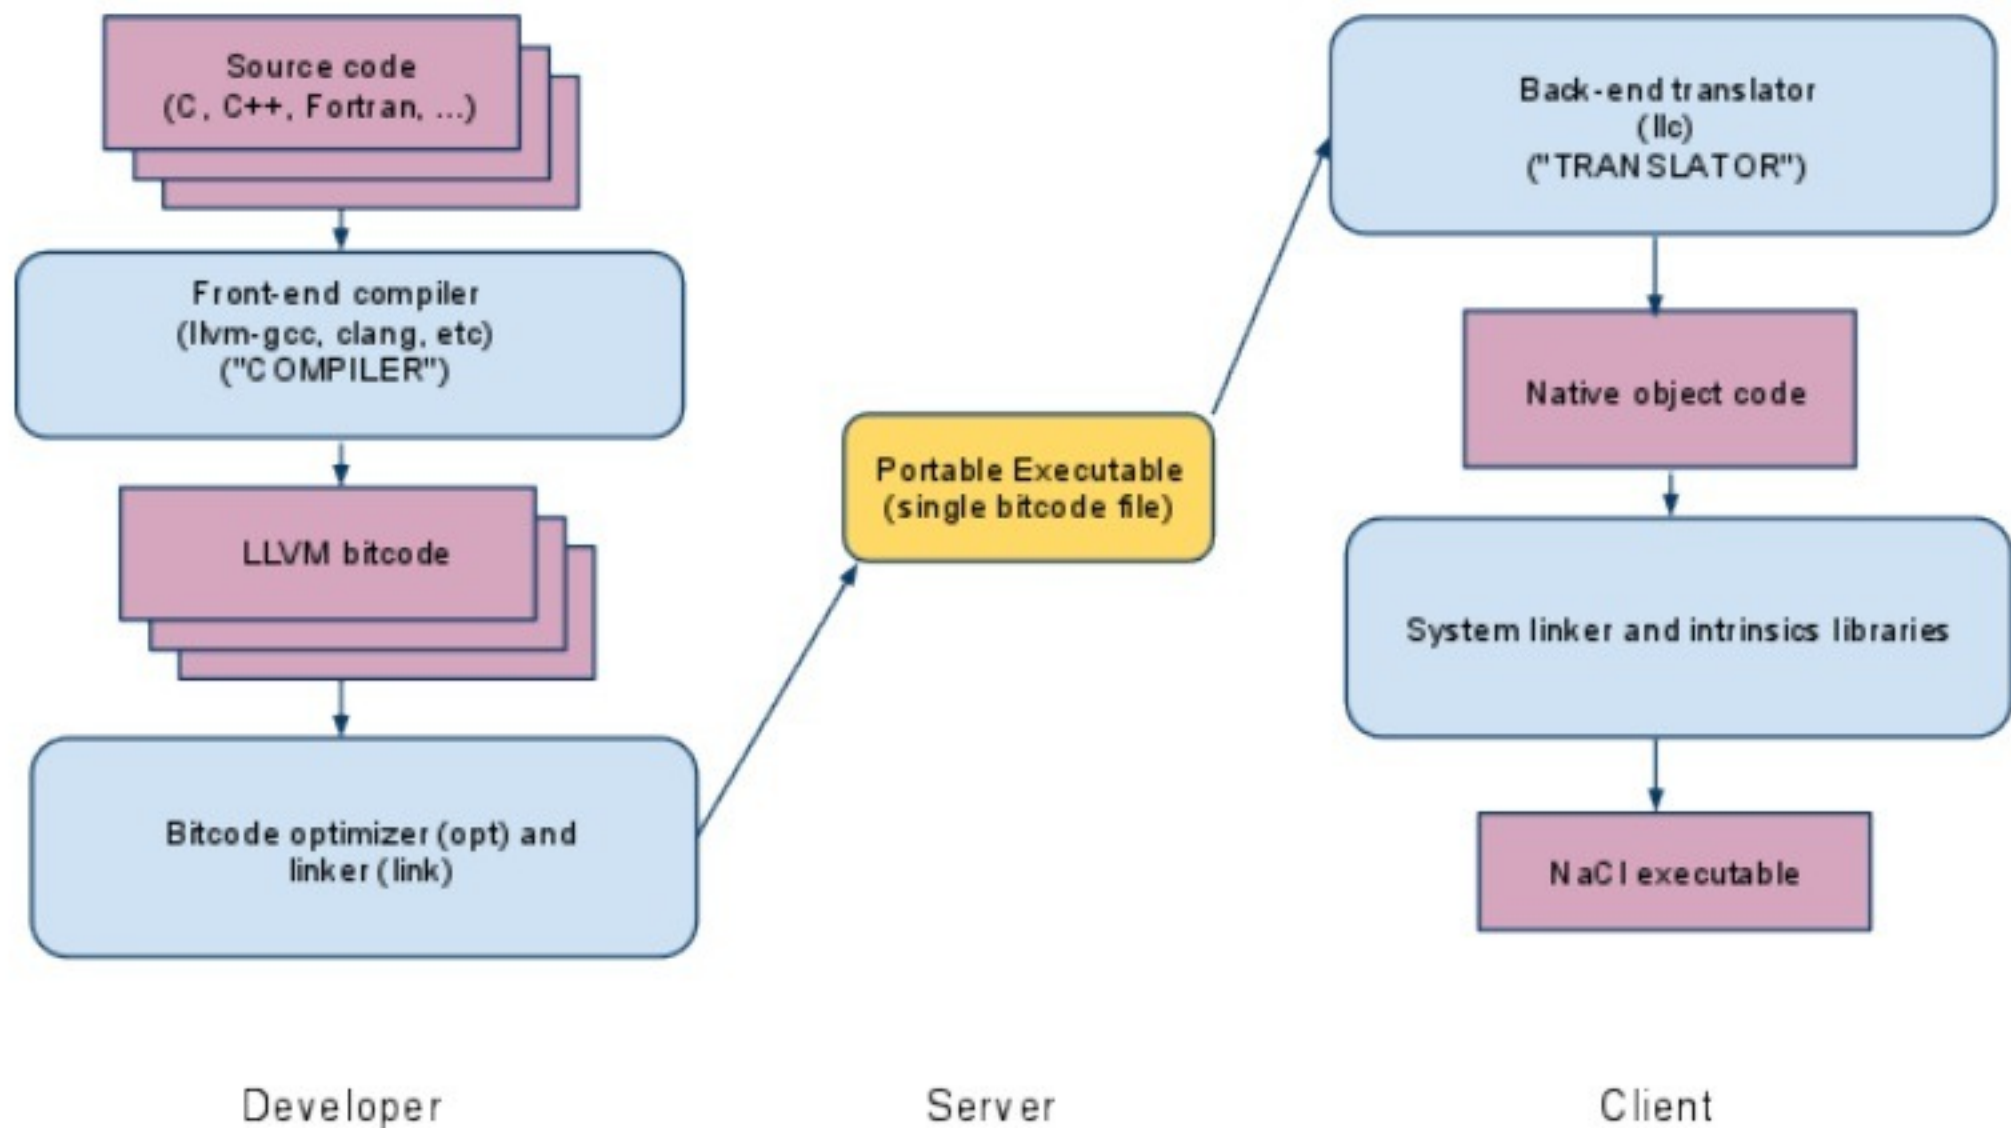 Source code
(C, C++, Fortran, ...)
Front-end compiler
(llvm-gcc, clang, etc)
("COMPILER")
LLVM bitcode
Bitcode optimizer (opt) and
linker (link)
Portable Executable
(single bitcode file)
Back-end translator
(llc)
("TRANSLATOR")
Native object code
System linker and intrinsics libraries
NaCl executable
Developer
Server
Client